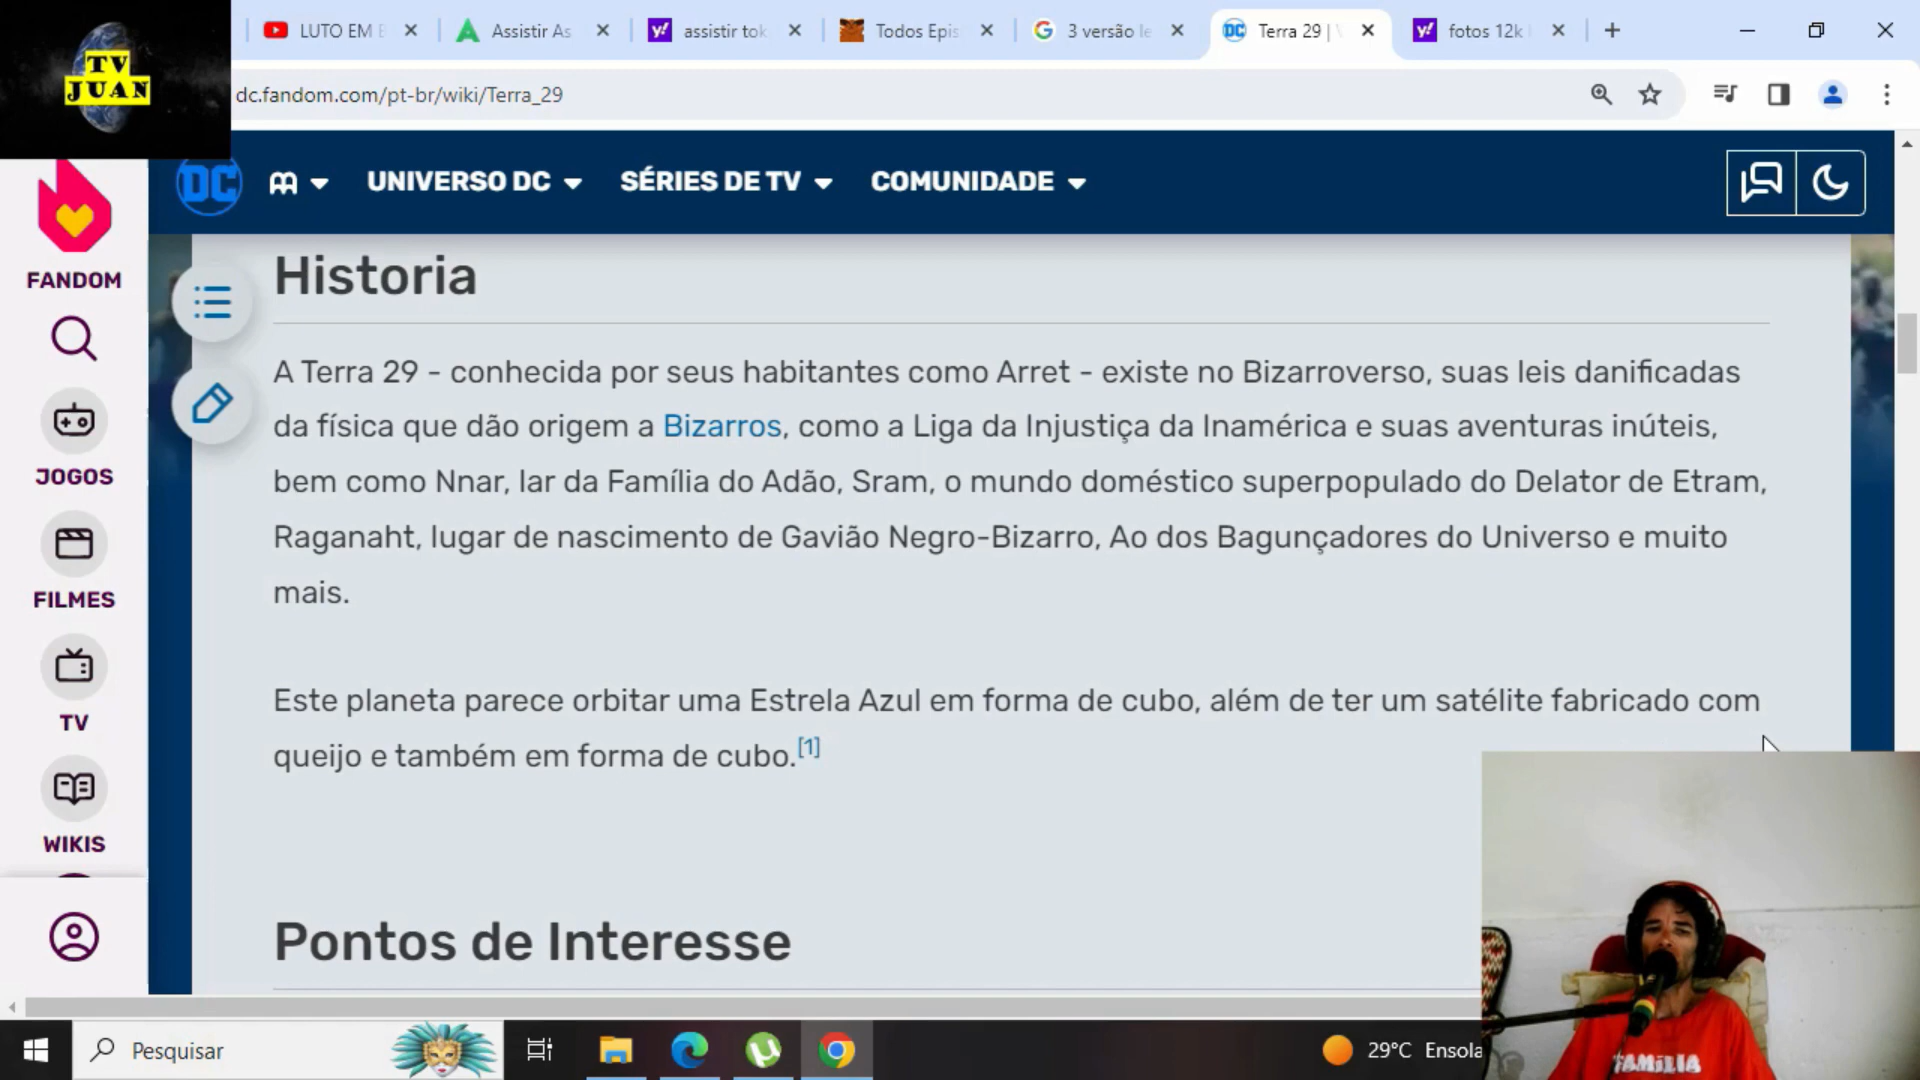 TV
JUAN
LUTO EM
Assistir As
assistir tok
Todos Epis
3 versão le
Terra 29 |
fotos 12k
dc.fandom.com/pt-br/wiki/Terra_29
DC
UNIVERSO DC
SÉRIES DE TV
COMUNIDADE
FANDOM
JOGOS
FILMES
TV
WIKIS
Historia
A Terra 29 - conhecida por seus habitantes como Arret - existe no Bizarroverso, suas leis danificadas
da física que dão origem a Bizarros, como a Liga da Injustiça da Inamérica e suas aventuras inúteis,
bem como Nnar, lar da Família do Adão, Sram, o mundo doméstico superpopulado do Delator de Etram,
Raganaht, lugar de nascimento de Gavião Negro-Bizarro, Ao dos Bagunçadores do Universo e muito
mais.
Este planeta parece orbitar uma Estrela Azul em forma de cubo, além de ter um satélite fabricado com
queijo e também em forma de cubo.[1]
Pontos de Interesse
FAMÍLIA
Pesquisar
29°C Ensola